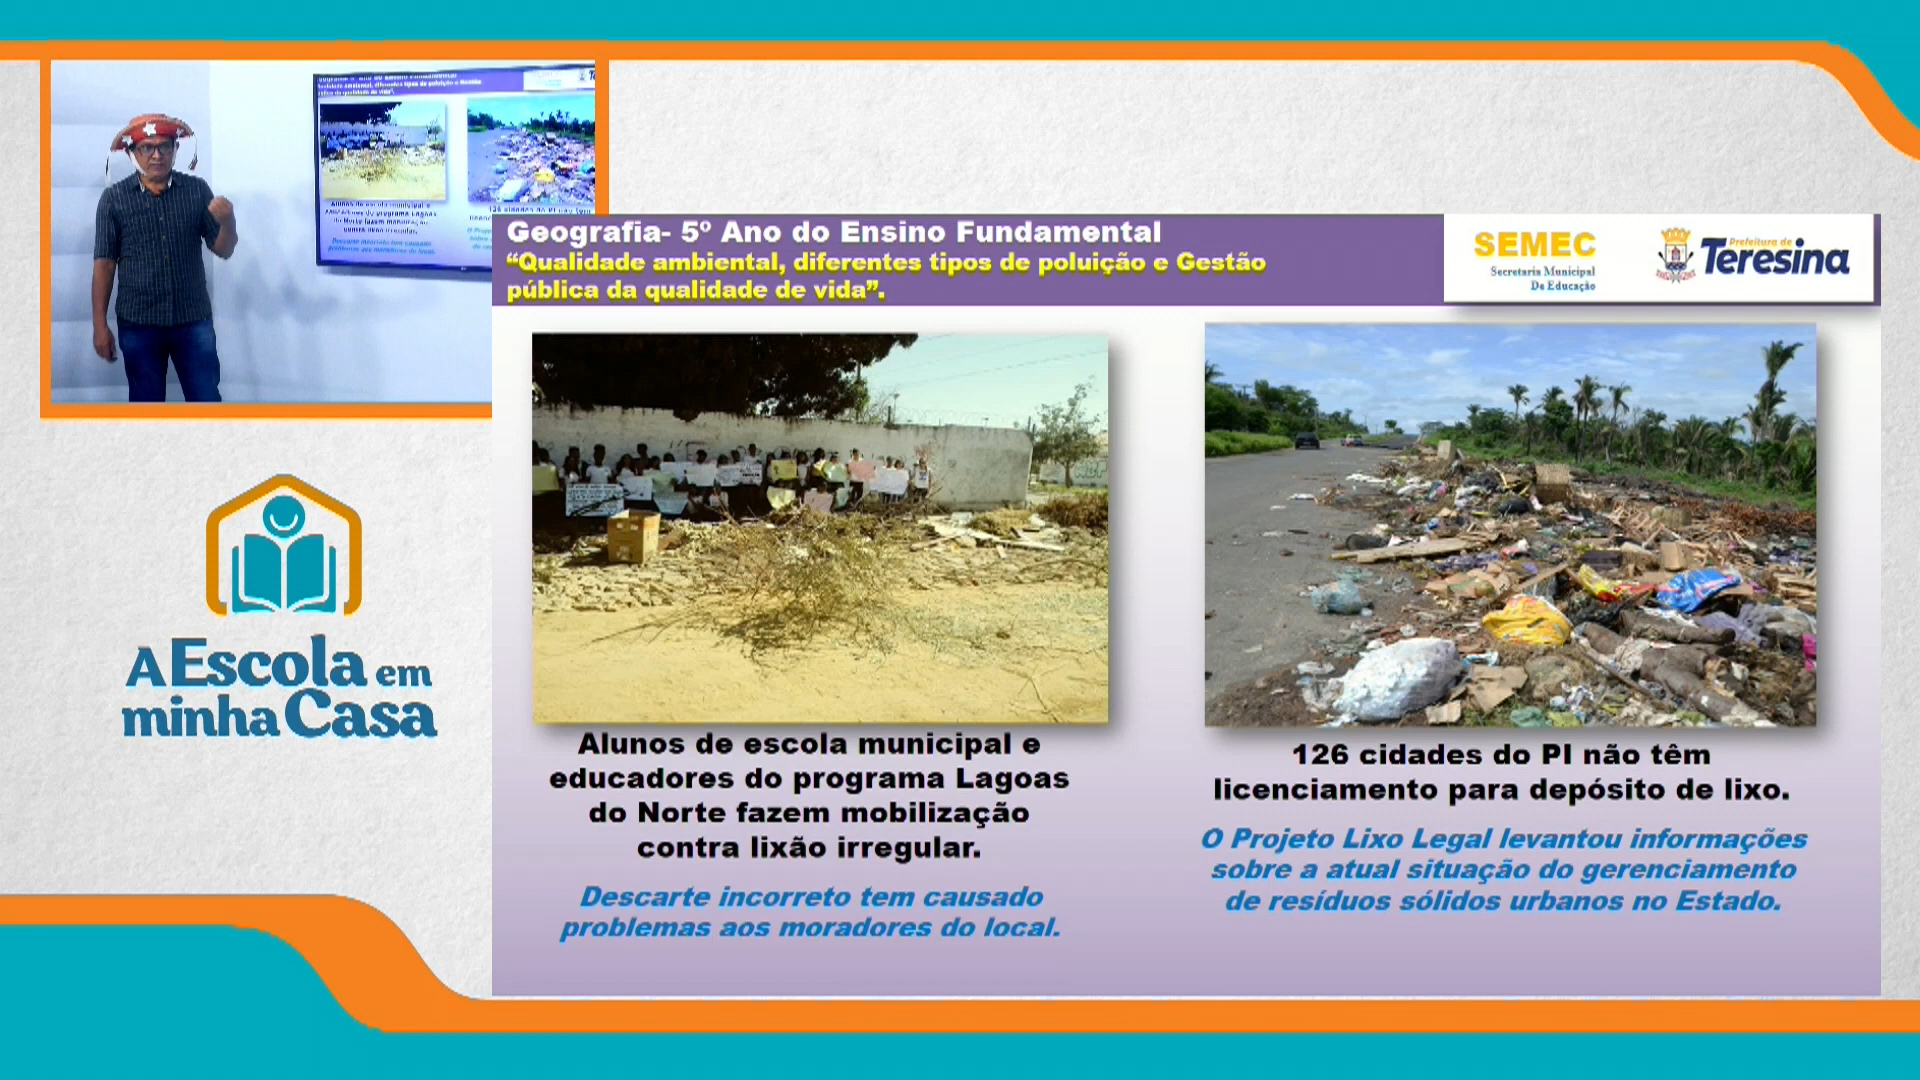 Geografia- 5º Ano do Ensino Fundamental
“Qualidade ambiental, diferentes tipos de poluição e Gestão
pública da qualidade de vida”.
SEMEC
Secretaria Municipal
Da Educação
Prefeitura de
Teresina
Alunos de escola municipal e
educadores do programa Lagoas
do Norte fazem mobilização
contra lixão irregular.
Descarte incorreto tem causado
problemas aos moradores do local.
126 cidades do PI não têm
licenciamento para depósito de lixo.
O Projeto Lixo Legal levantou informações
sobre a atual situação do gerenciamento
de resíduos sólidos urbanos no Estado.
A Escola em
minha Casa